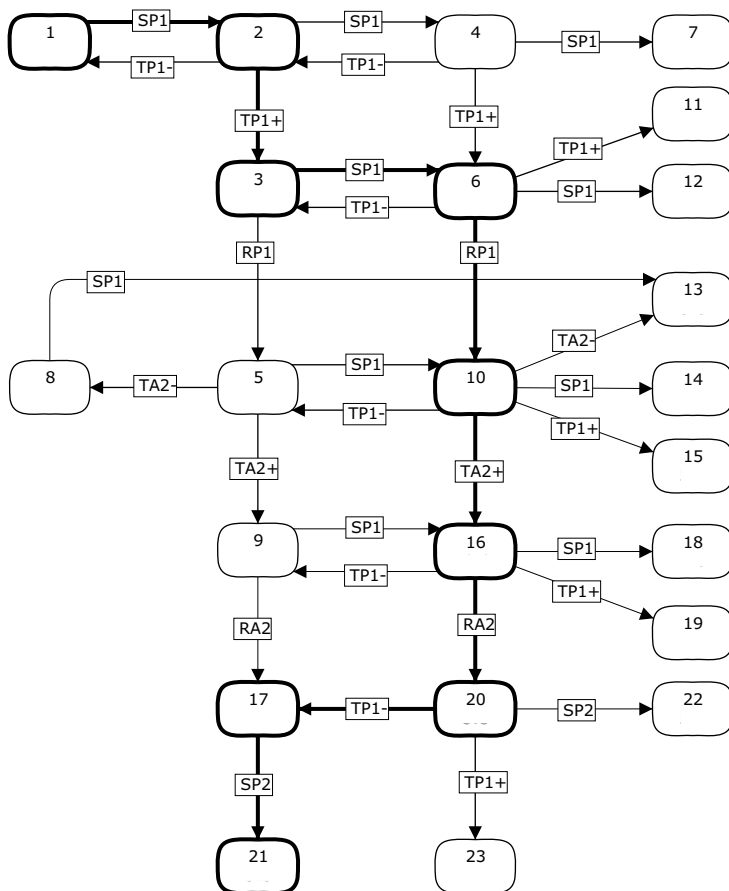 1 SP1 2 SP1 4 SP1 7
TP1- TP1-
TP1+ TP1+ TP1+ 11
3 SP1 6 SP1 12
TP1-
RP1 RP1
SP1 13
TA2-
8 TA2- 5 SP1 10 SP1 14
TP1-
TP1+ 15
TA2+ TA2+
9 SP1 16 SP1 18
TP1- TP1+
RA2 RA2 19
17 TP1- 20 SP2 22
SP2 TP1+
21 23